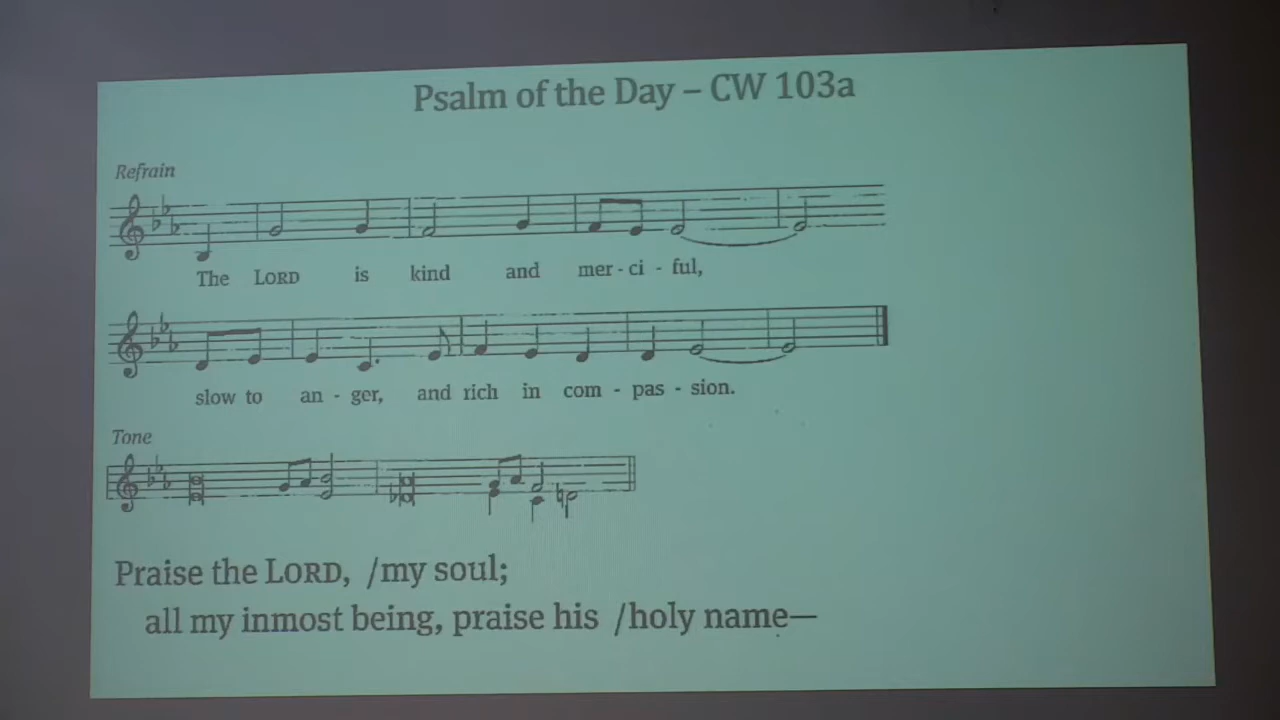 Psalm of the Day – CW 103a
Refrain
The LORD is kind and mer - ci - ful,
slow to an - ger, and rich in com - pas - sion.
Tone
Praise the LORD, /my soul;
all my inmost being, praise his /holy name—